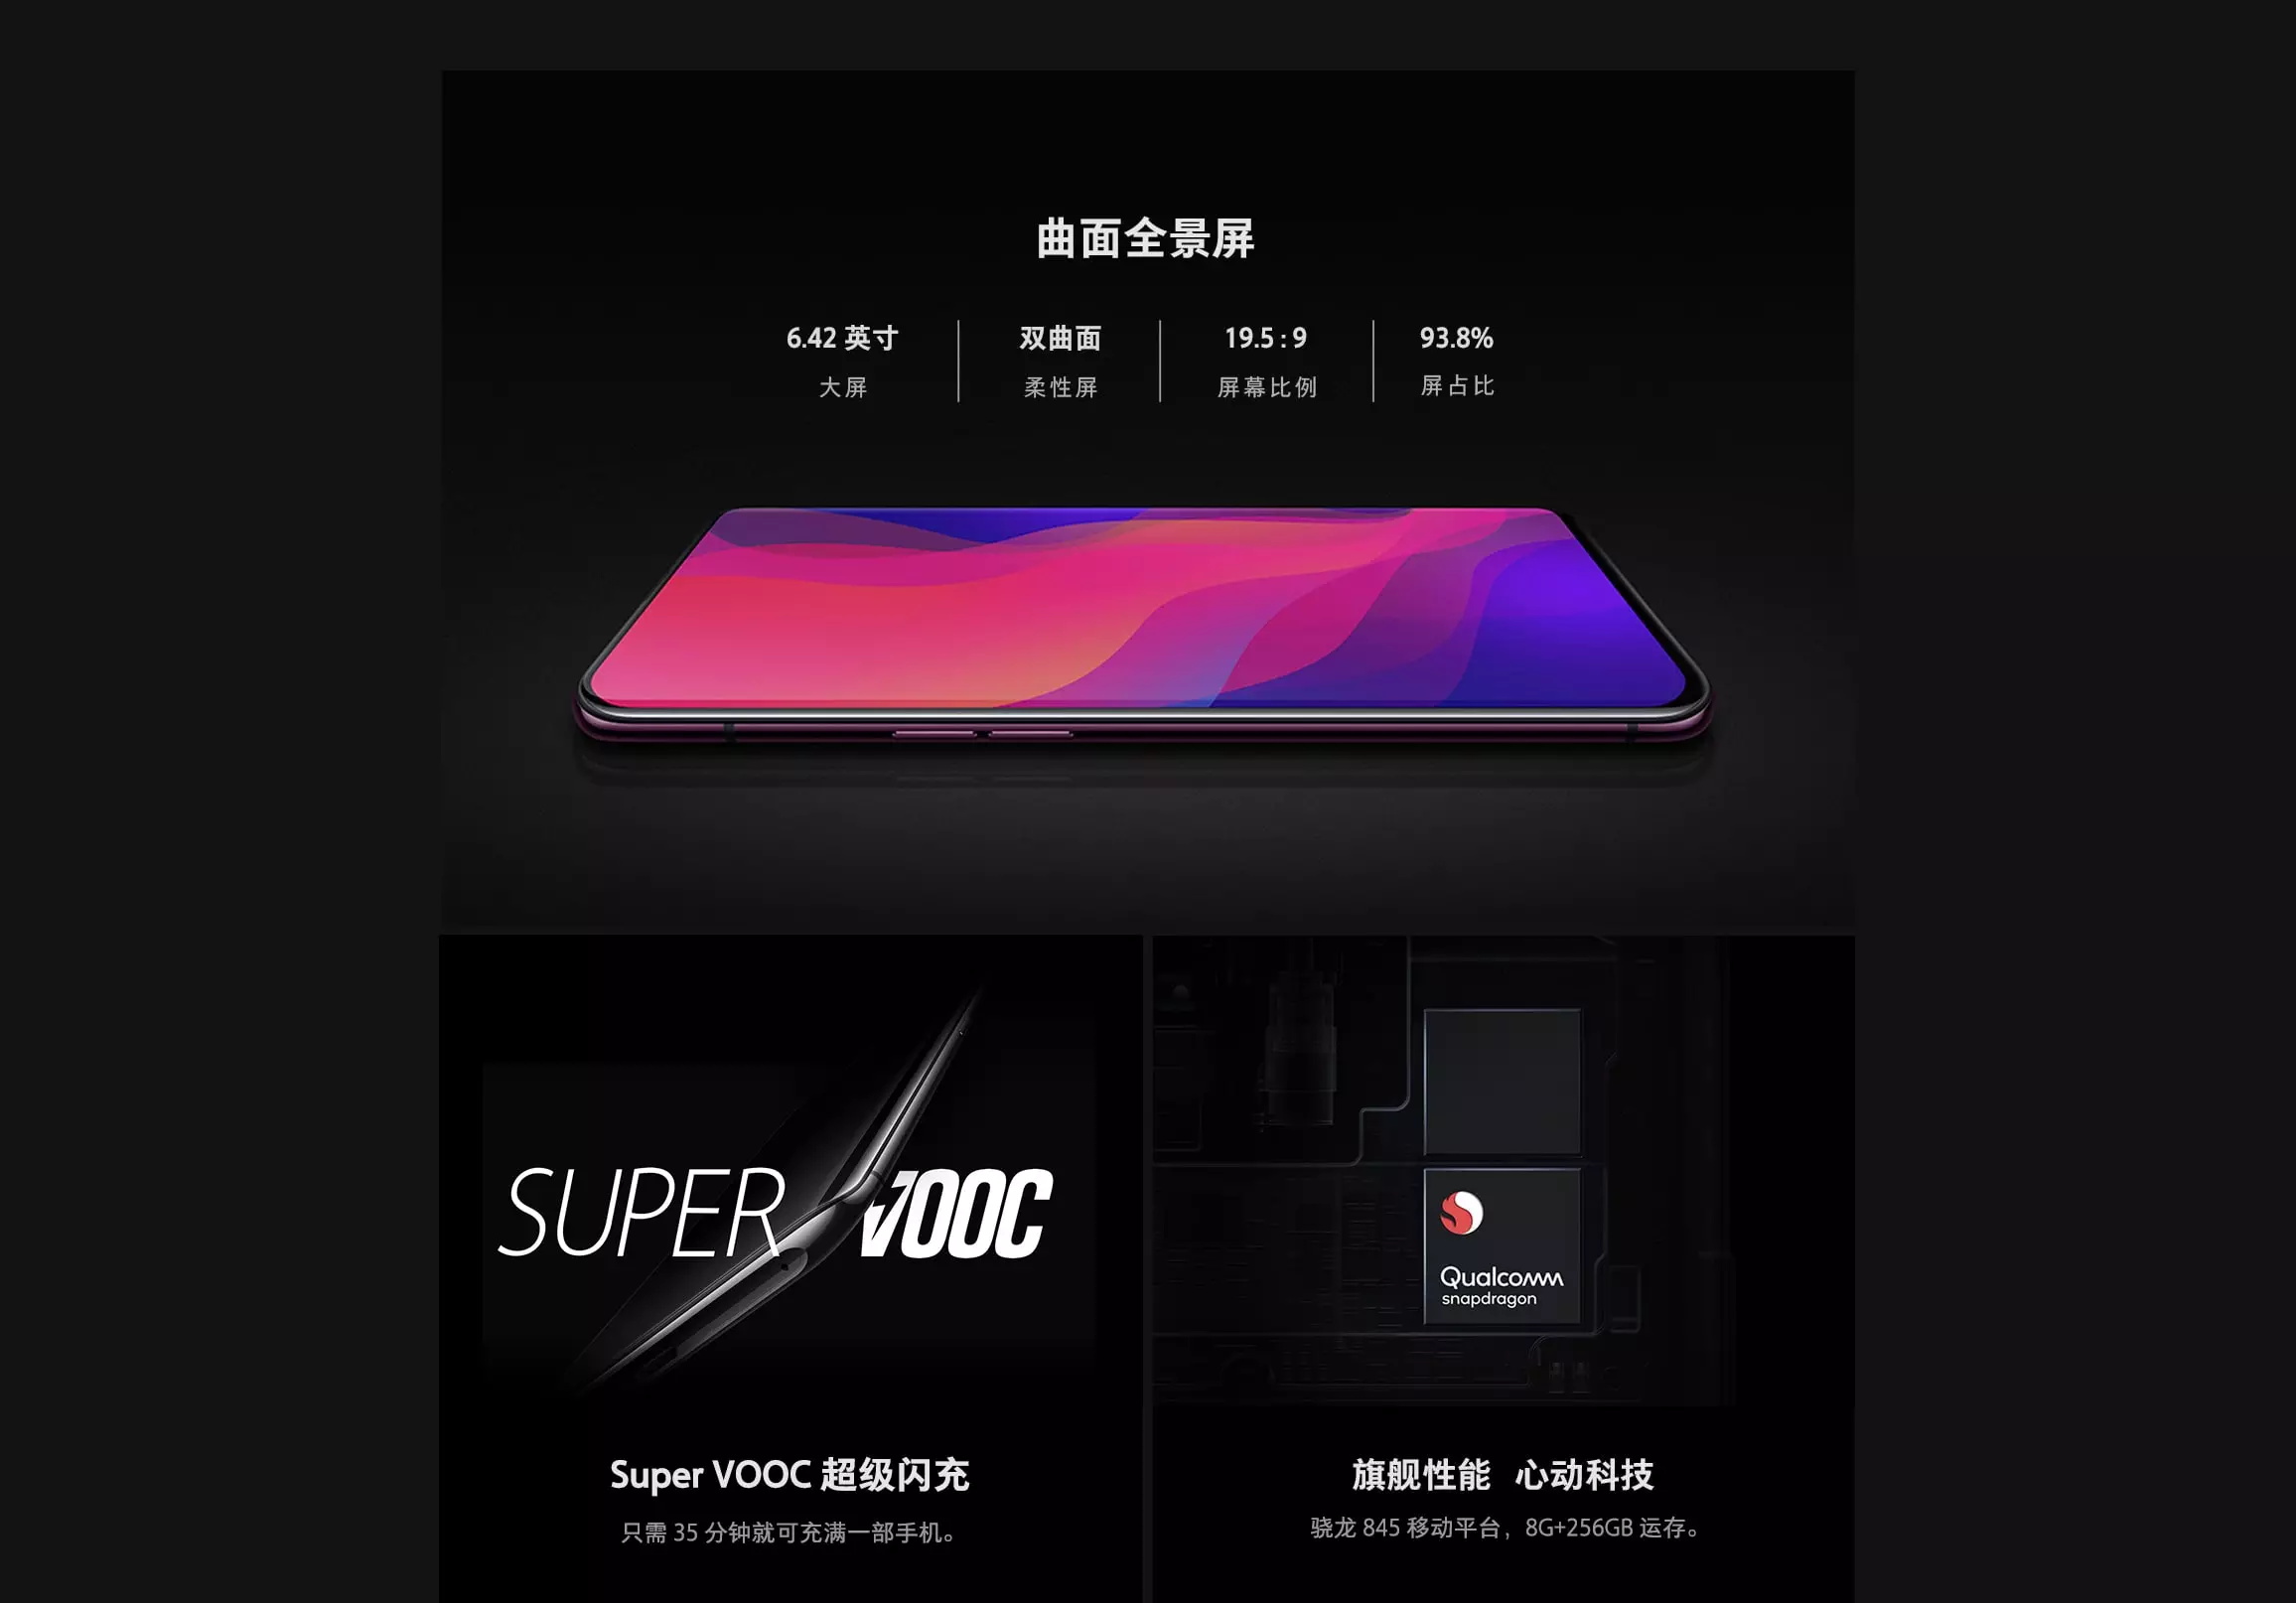 曲面全景屏
6.42 英寸
大屏
双曲面
柔性屏
19.5 : 9
屏幕比例
93.8%
屏占比
SUPER VOOC
Super VOOC 超级闪充
只需 35 分钟就可充满一部手机。
Qualcomm
snapdragon
旗舰性能 心动科技
骁龙 845 移动平台，8G+256GB 运存。